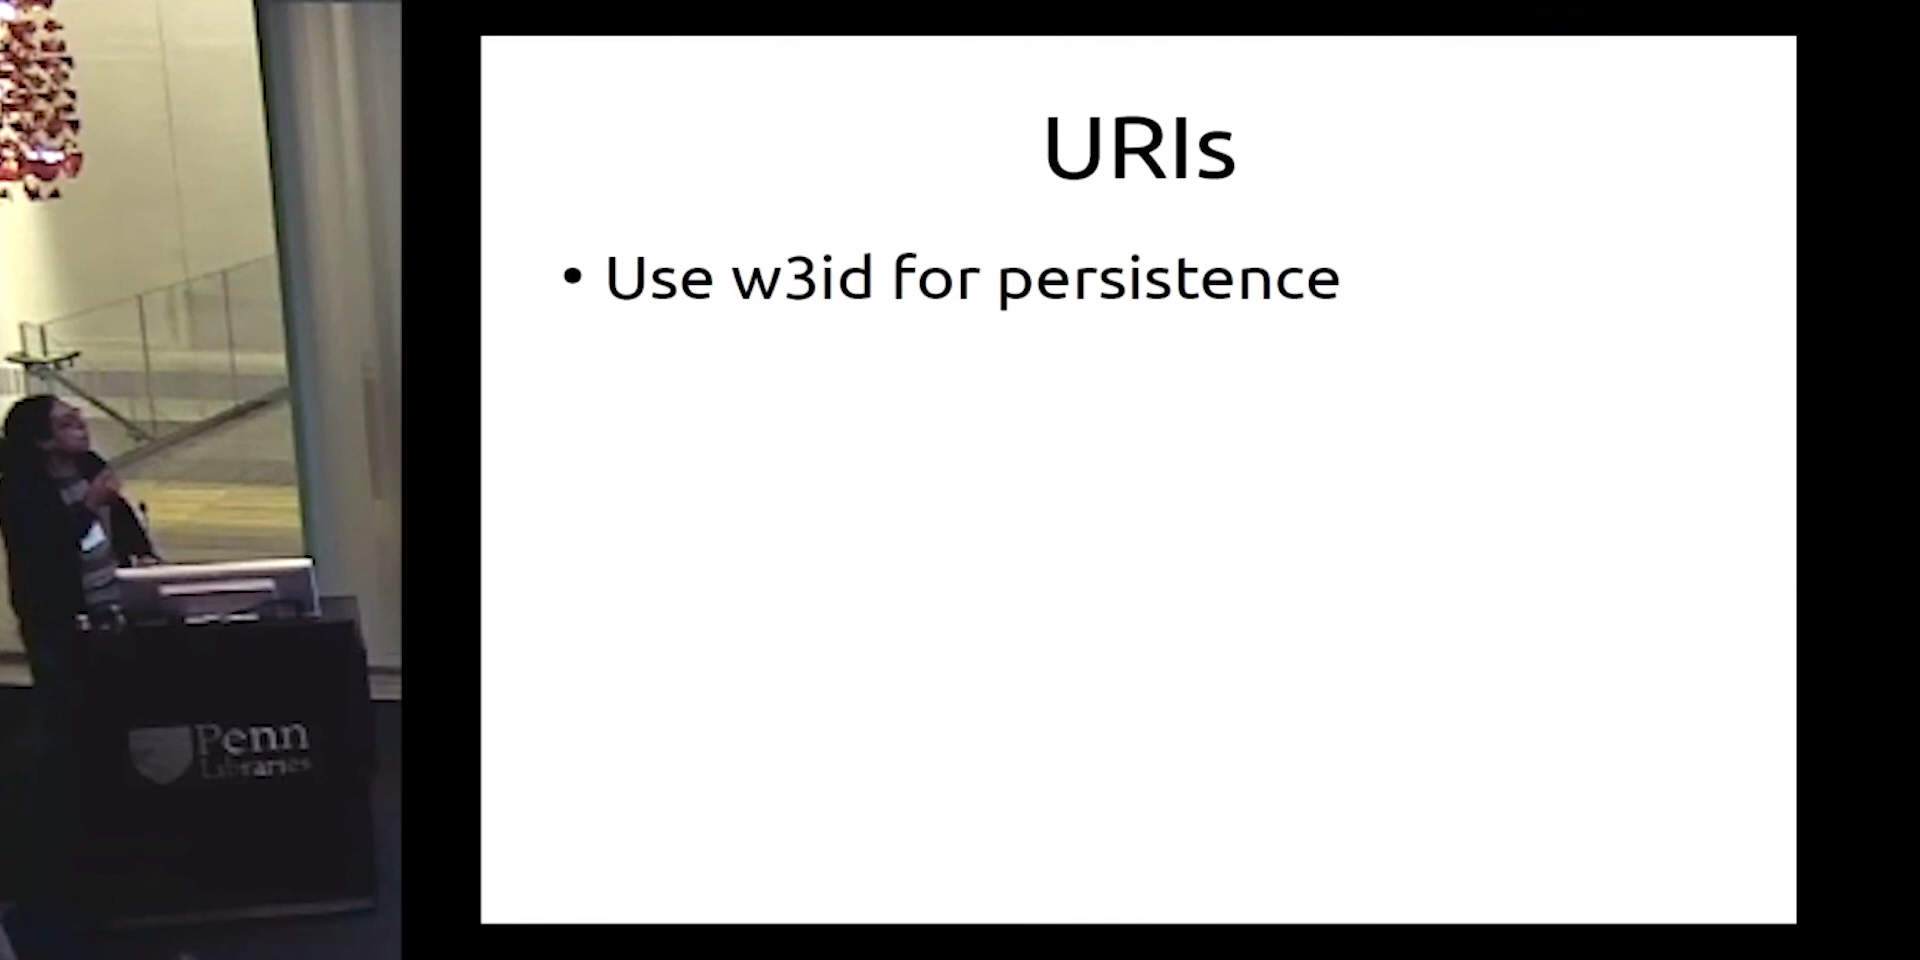 URIs
• Use w3id for persistence
Penn
Libraries